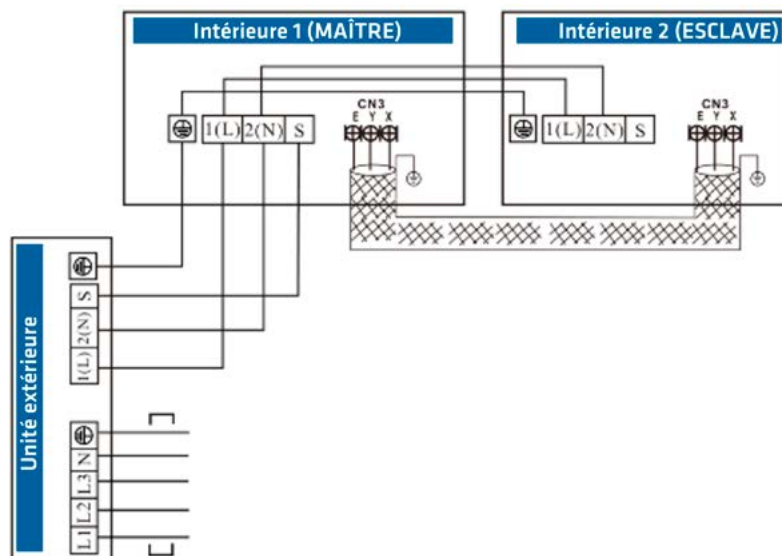 Intérieure 1 (MAÎTRE)
Intérieure 2 (ESCLAVE)
CN3
E Y X
1(L) 2(N) S
CN3
E Y X
1(L) 2(N) S
Unité extérieure
S
2(N)
1(L)
N
L3
L2
L1